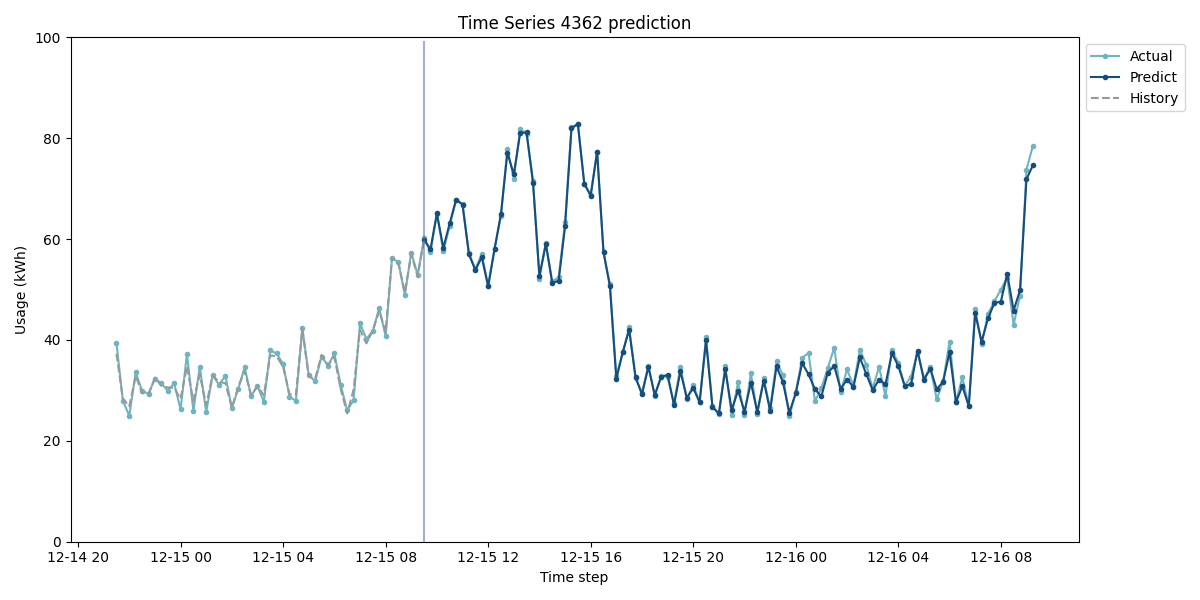 Time Series 4362 prediction
100
80
60
40
20
0
Usage (kWh)
12-14 20
12-15 00
12-15 04
12-15 08
12-15 12
12-15 16
12-15 20
12-16 00
12-16 04
12-16 08
Time step
Actual
Predict
History